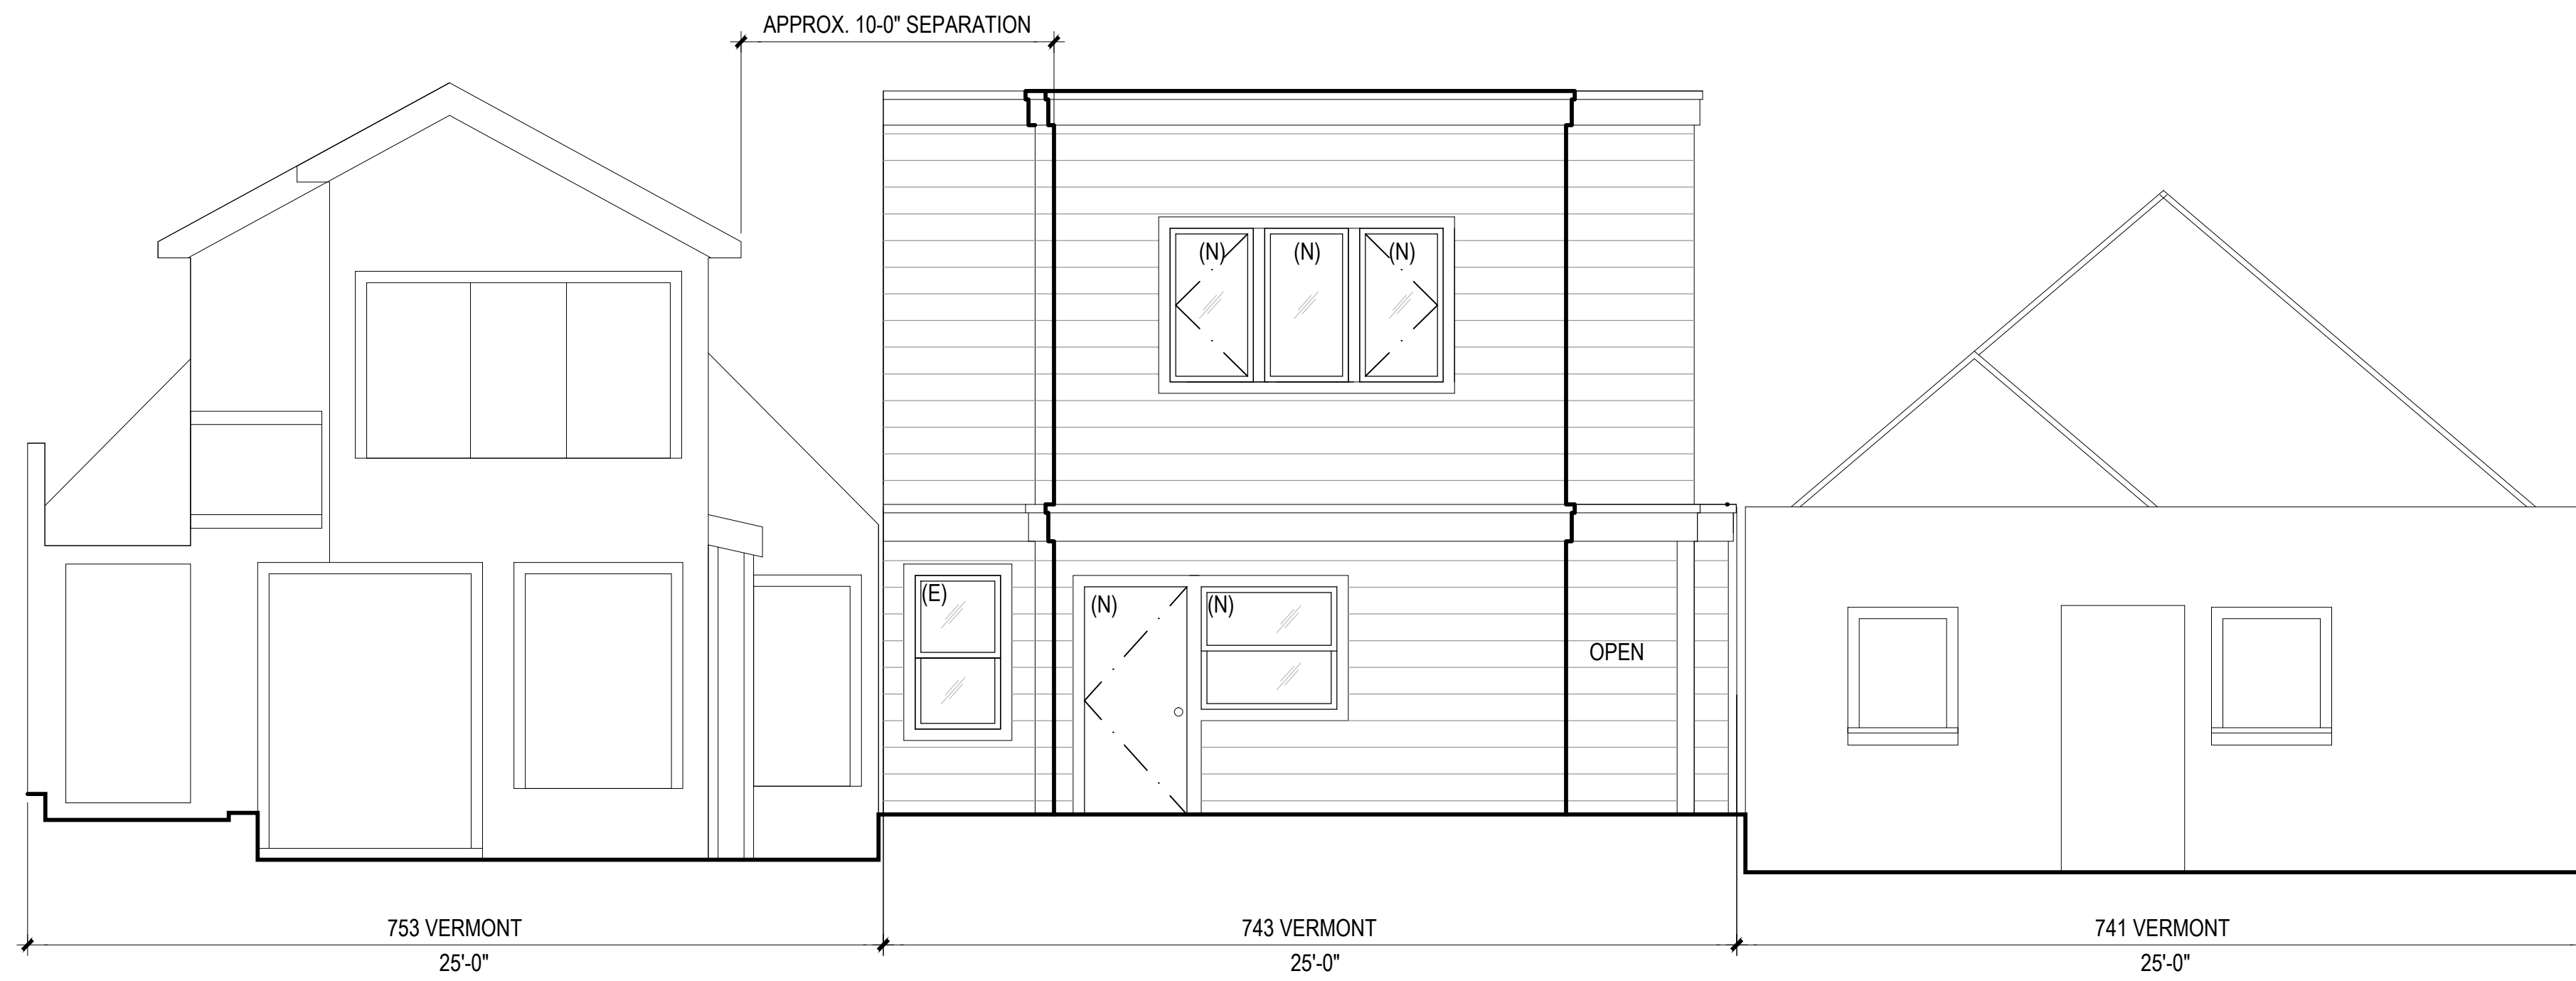 APPROX. 10-0" SEPARATION
(N) (N) (N)
(E)
(N) (N)
OPEN
753 VERMONT 743 VERMONT 741 VERMONT
25'-0" 25'-0" 25'-0"